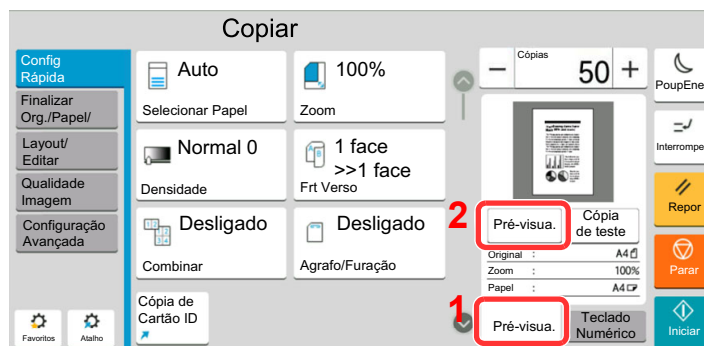 Copiar
Config
Rápida
Finalizar
Org./Papel/
Layout/
Editar
Qualidade
Imagem
Configuração
Avançada
Favoritos
Atalho
Auto
Selecionar Papel
100%
Zoom
Normal 0
Densidade
1 face
>>1 face
Frt Verso
Desligado
Combinar
Desligado
Agrafo/Furação
Cópia de
Cartão ID
Cópias
50
2
Pré-visua.
Cópia
de teste
Original : A4
Zoom : 100%
Papel : A4
1
Pré-visua.
Teclado
Numérico
PoupEne
Interrompe
Repor
Parar
Iniciar